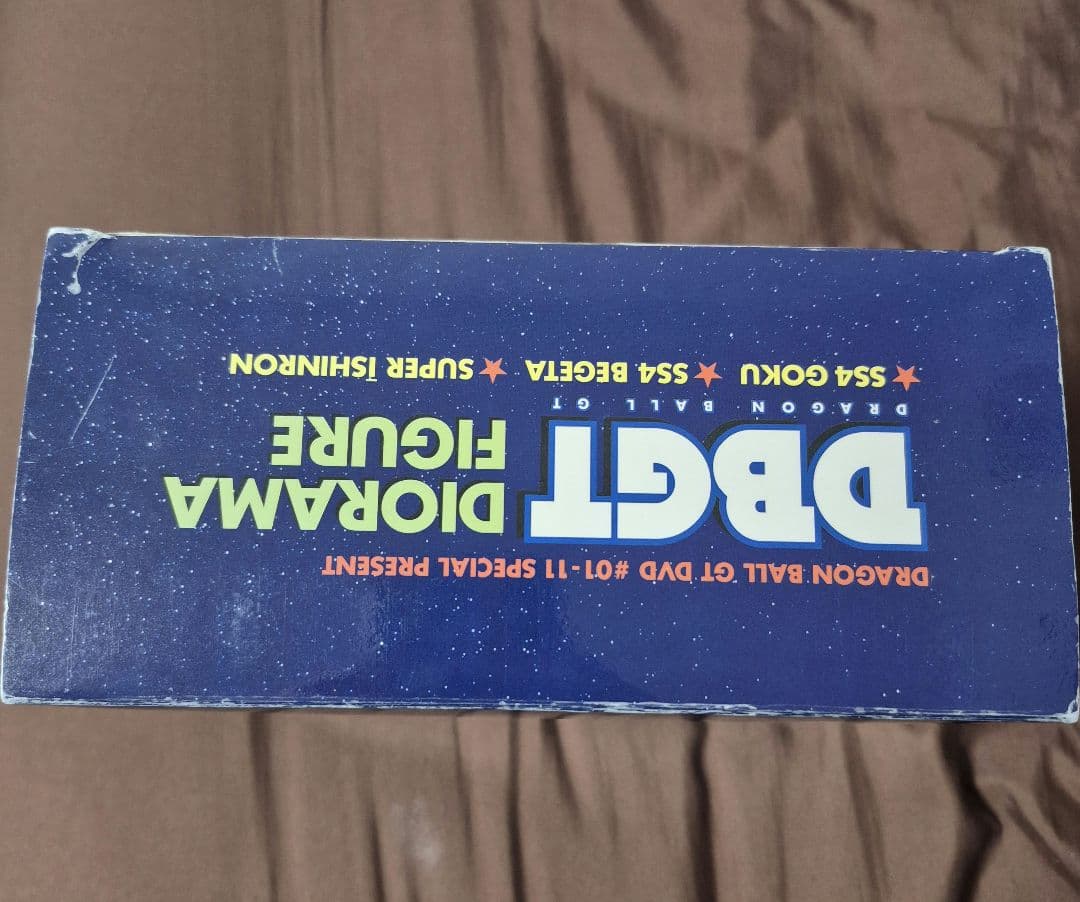 DRAGON BALL GT DVD #01-11 SPECIAL PRESENT
DBGT
DRAGON BALL GT
DIORAMA
FIGURE
★ SS4 GOKU ★ SS4 BEGETA ★ SUPER ĪSHINRON